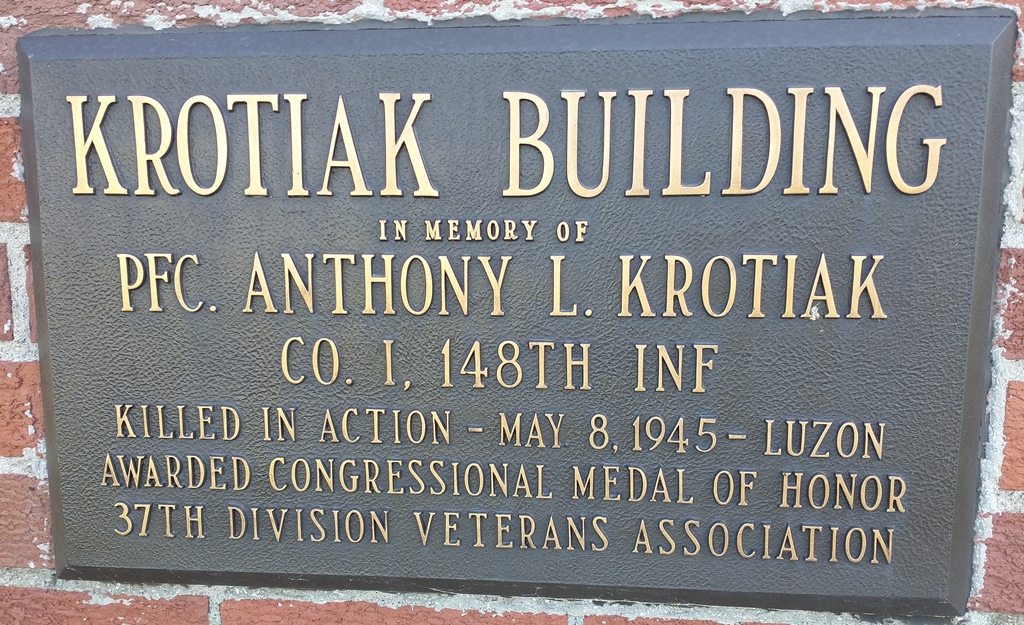 KROTIAK BUILDING
IN MEMORY OF
PFC. ANTHONY L. KROTIAK
CO. I, 148TH INF
KILLED IN ACTION - MAY 8, 1945 - LUZON
AWARDED CONGRESSIONAL MEDAL OF HONOR
37TH DIVISION VETERANS ASSOCIATION